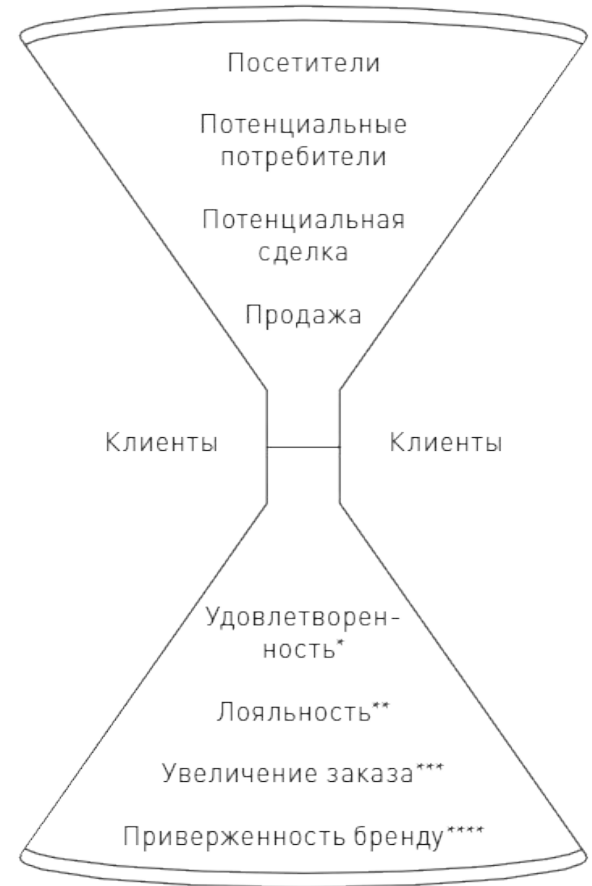 Посетители
Потенциальные
потребители
Потенциальная
сделка
Продажа
Клиенты
Клиенты
Удовлетворен-
ность*
Лояльность**
Увеличение заказа***
Приверженность бренду****